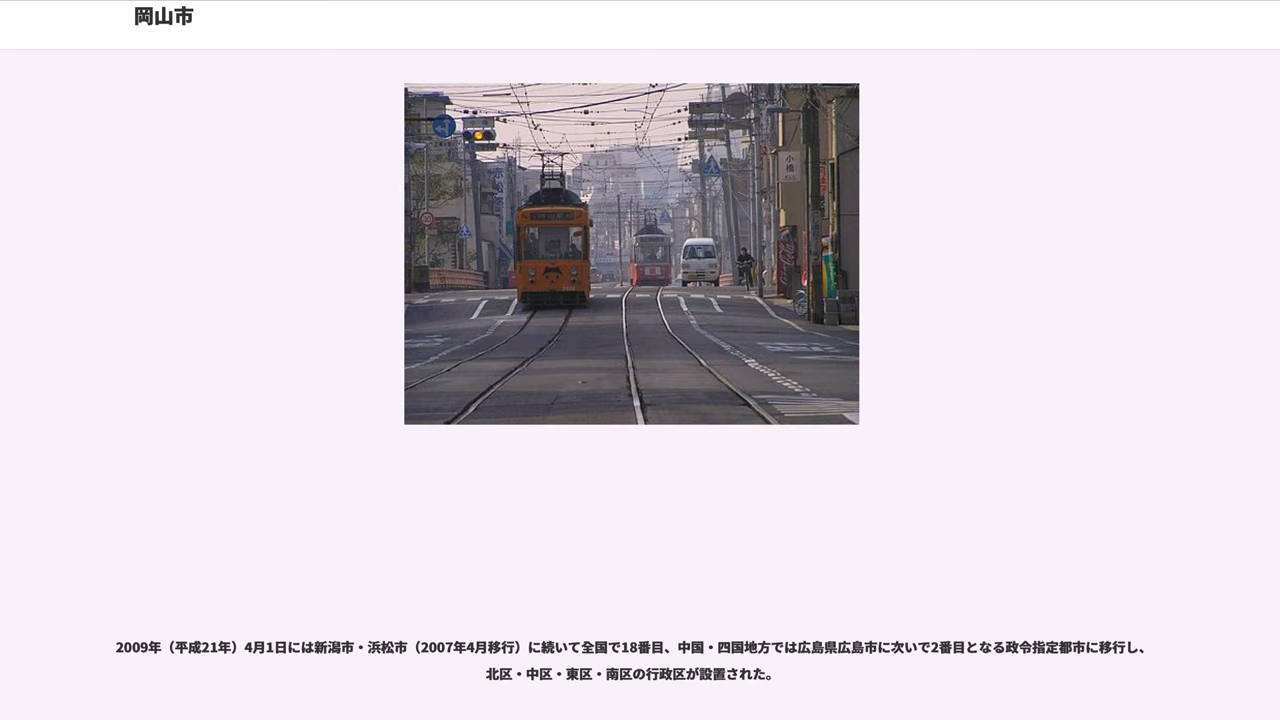 岡山市
小橋
2009年（平成21年）4月1日には新潟市・浜松市（2007年4月移行）に続いて全国で18番目、中国・四国地方では広島県広島市に次いで2番目となる政令指定都市に移行し、
北区・中区・東区・南区の行政区が設置された。